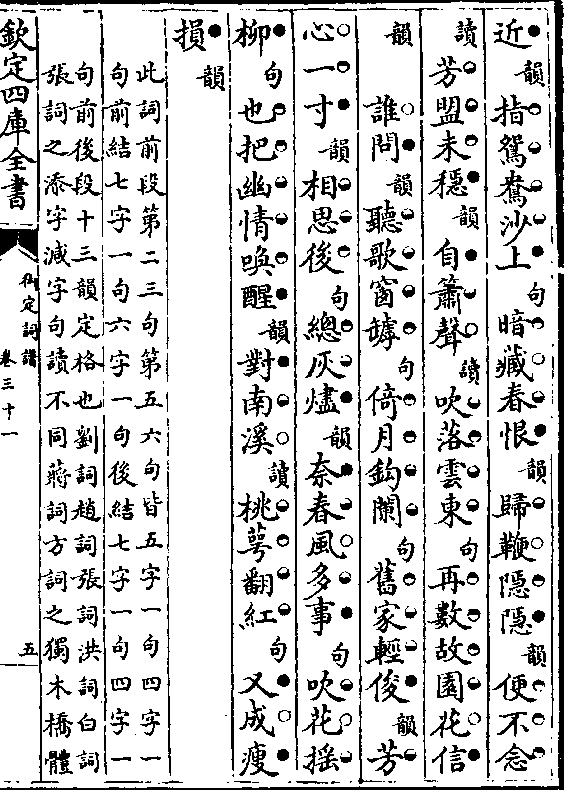 近韻指鴛鴦沙上句暗藏春恨韻歸鞭隱隱韻便不念
讀芳盟未穩韻自簫聲讀吹落雲東句再數故園花信
韻誰問韻聽歌窗罅句倚月鈎闌句舊家輕俊韻芳
心一寸韻相思後句總灰燼韻奈春風多事句吹花揺
柳句也把幽情喚醒韻對南溪讀桃萼翻紅句又成瘦
損韻
此詞前段第二三句第五六句皆五字一句四字一
句前結七字一句六字一句後結七字一句四字一
句前後段十三韻定格也劉詞趙詞張詞洪詞白詞
張詞之添字減字句讀不同蔣詞方詞之獨木橋體
欽定四庫全書
御定詞譜
卷三十一
五